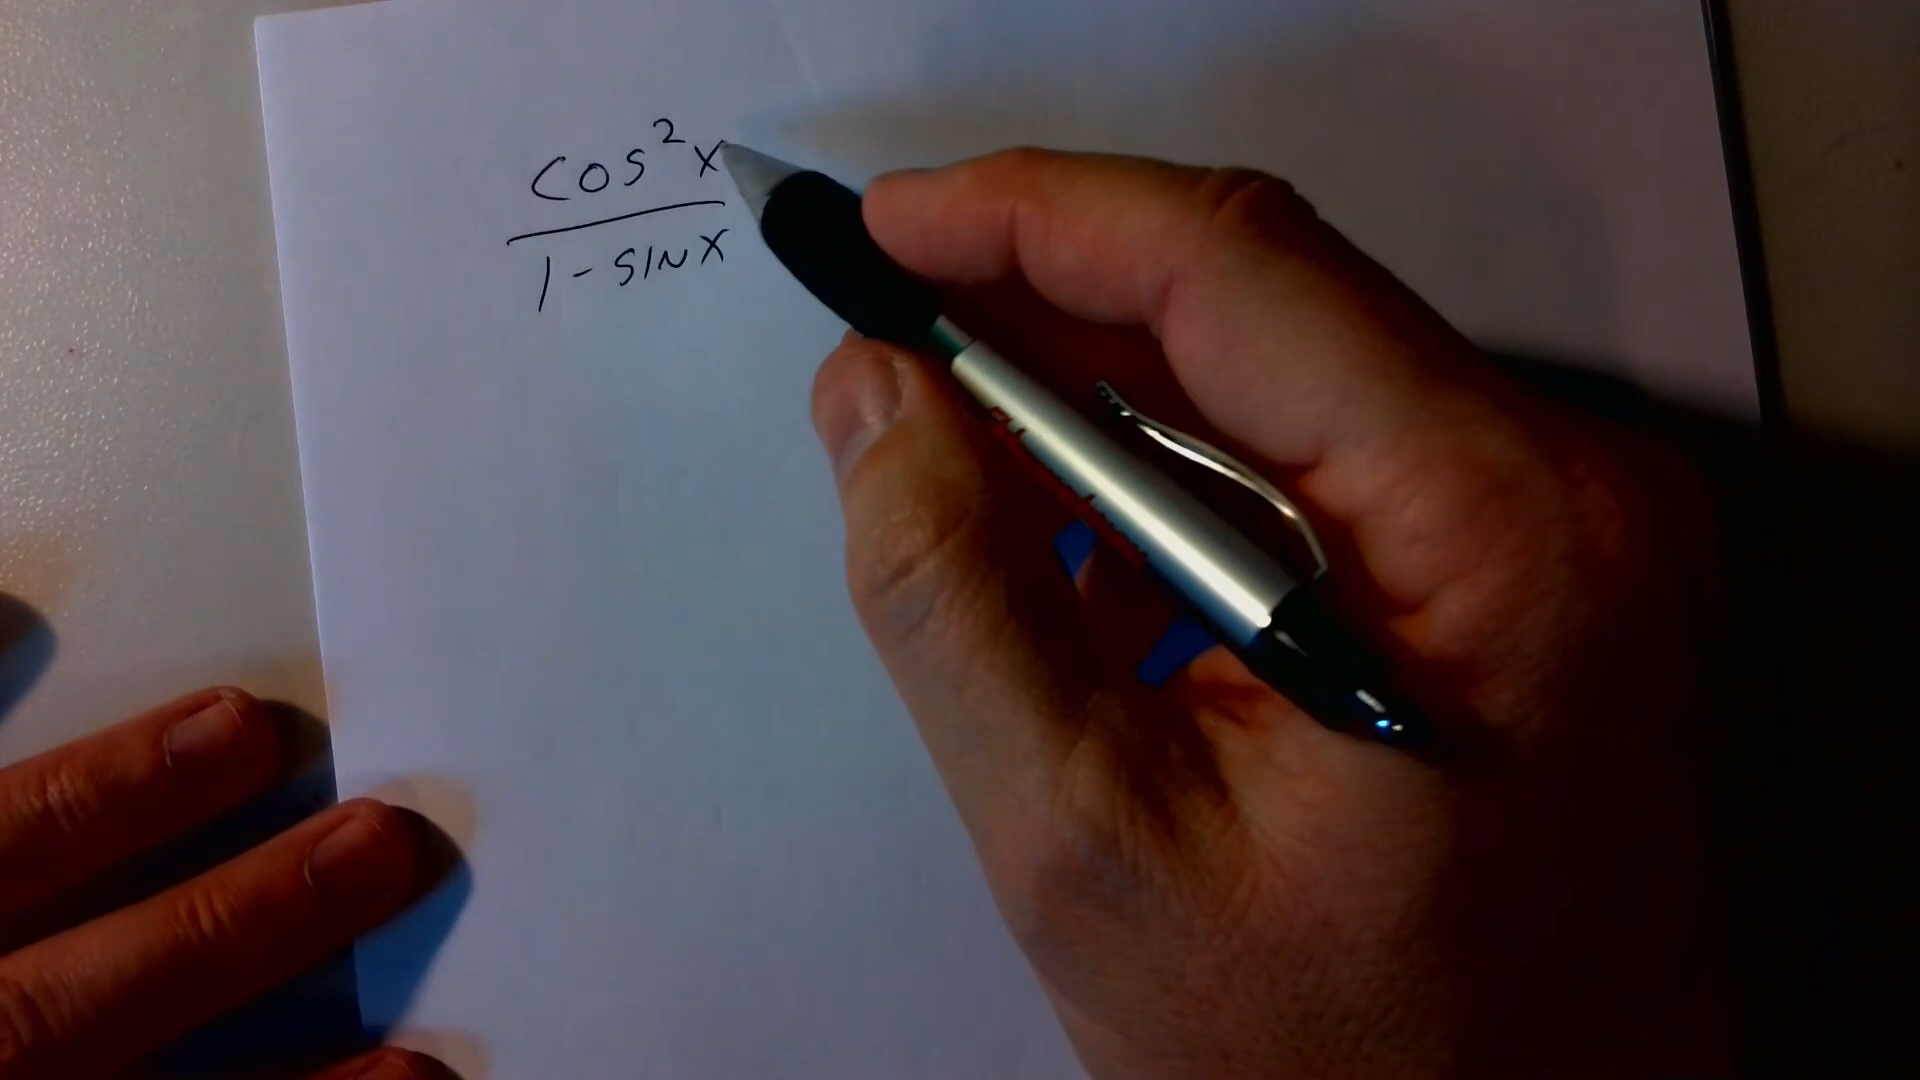 cos²x
1 - sinx